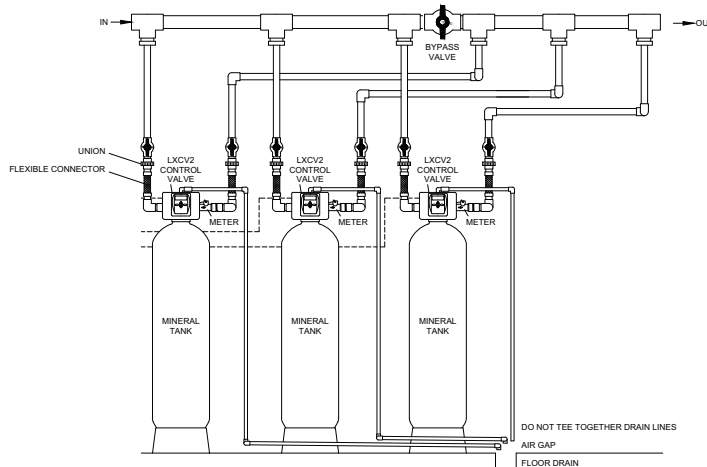 IN
OU
BYPASS
VALVE
UNION
FLEXIBLE CONNECTOR
LXCV2
CONTROL
VALVE
LXCV2
CONTROL
VALVE
LXCV2
CONTROL
VALVE
METER
METER
METER
MINERAL
TANK
MINERAL
TANK
MINERAL
TANK
DO NOT TEE TOGETHER DRAIN LINES
AIR GAP
FLOOR DRAIN